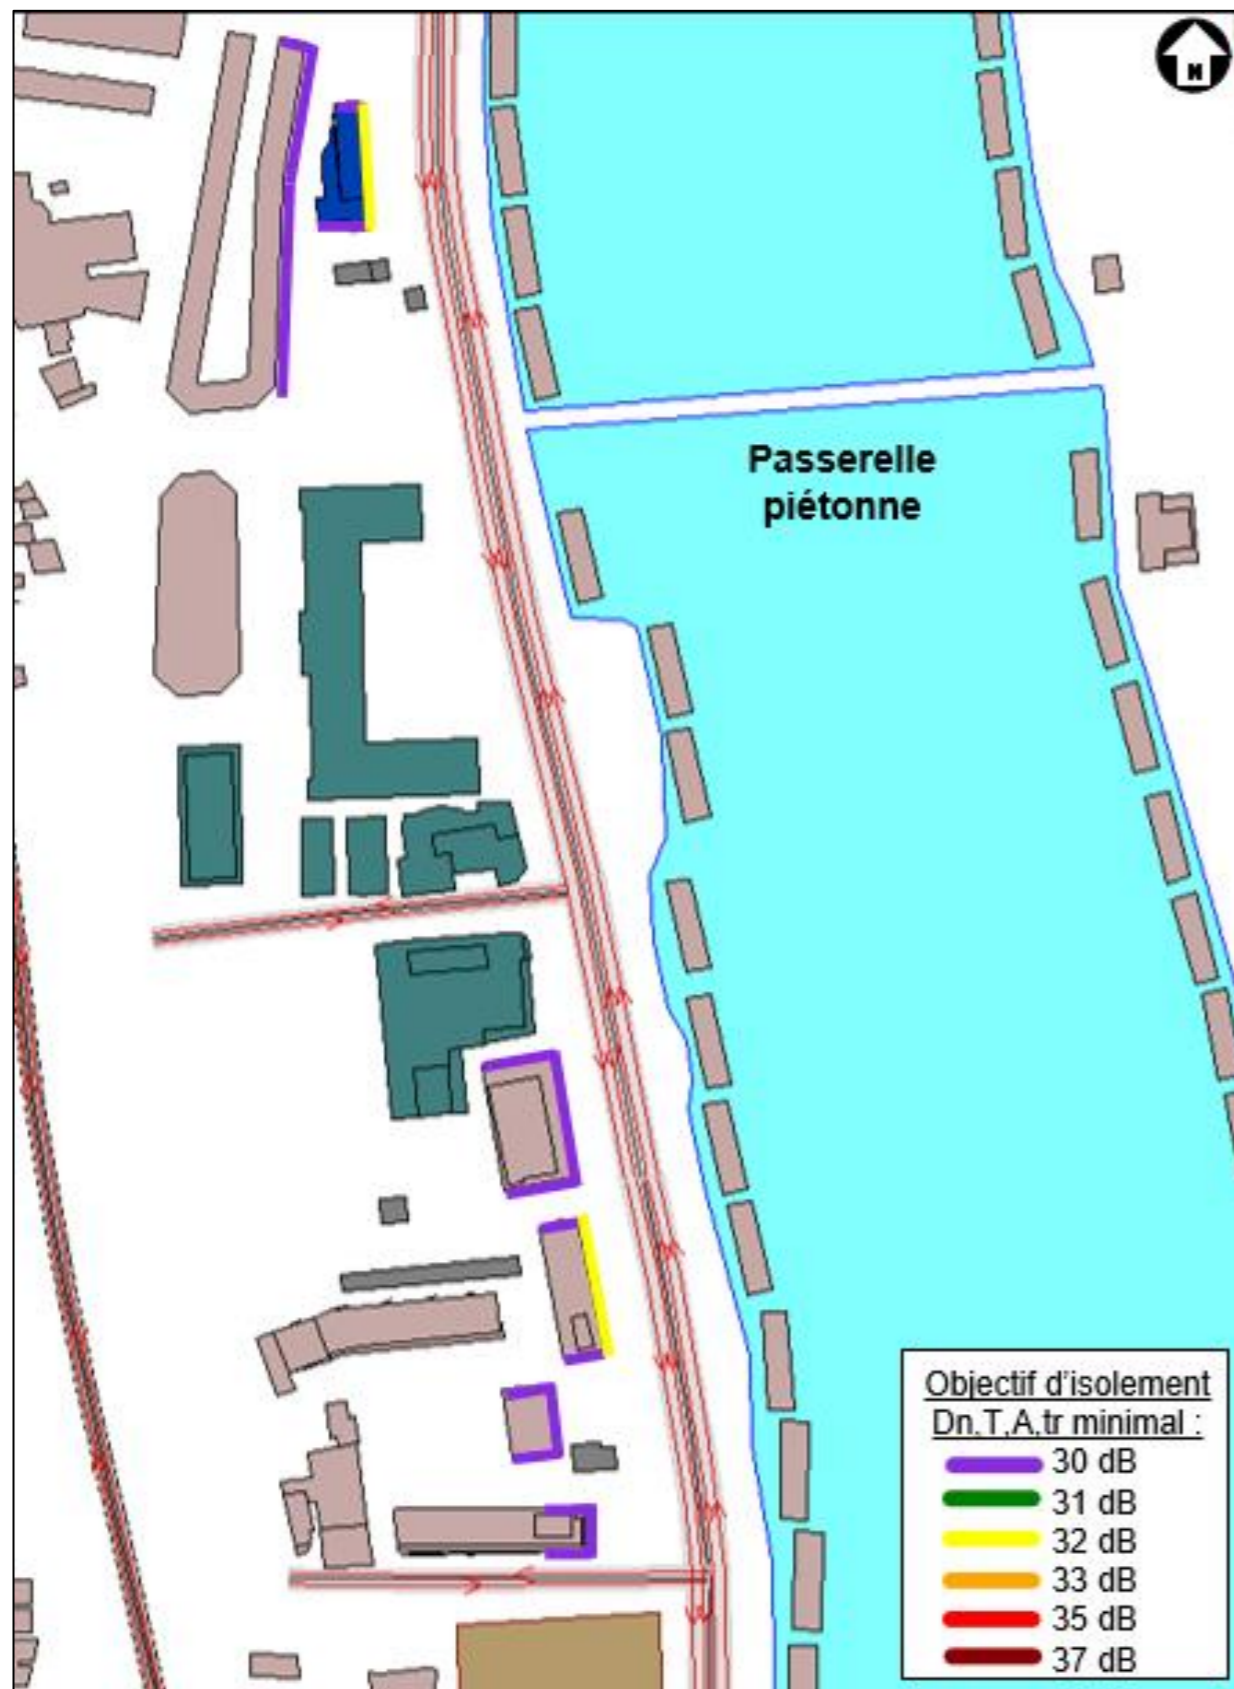 N
Passerelle
piétonne
Objectif d'isolement
Dn,T,A,tr minimal :
30 dB
31 dB
32 dB
33 dB
35 dB
37 dB